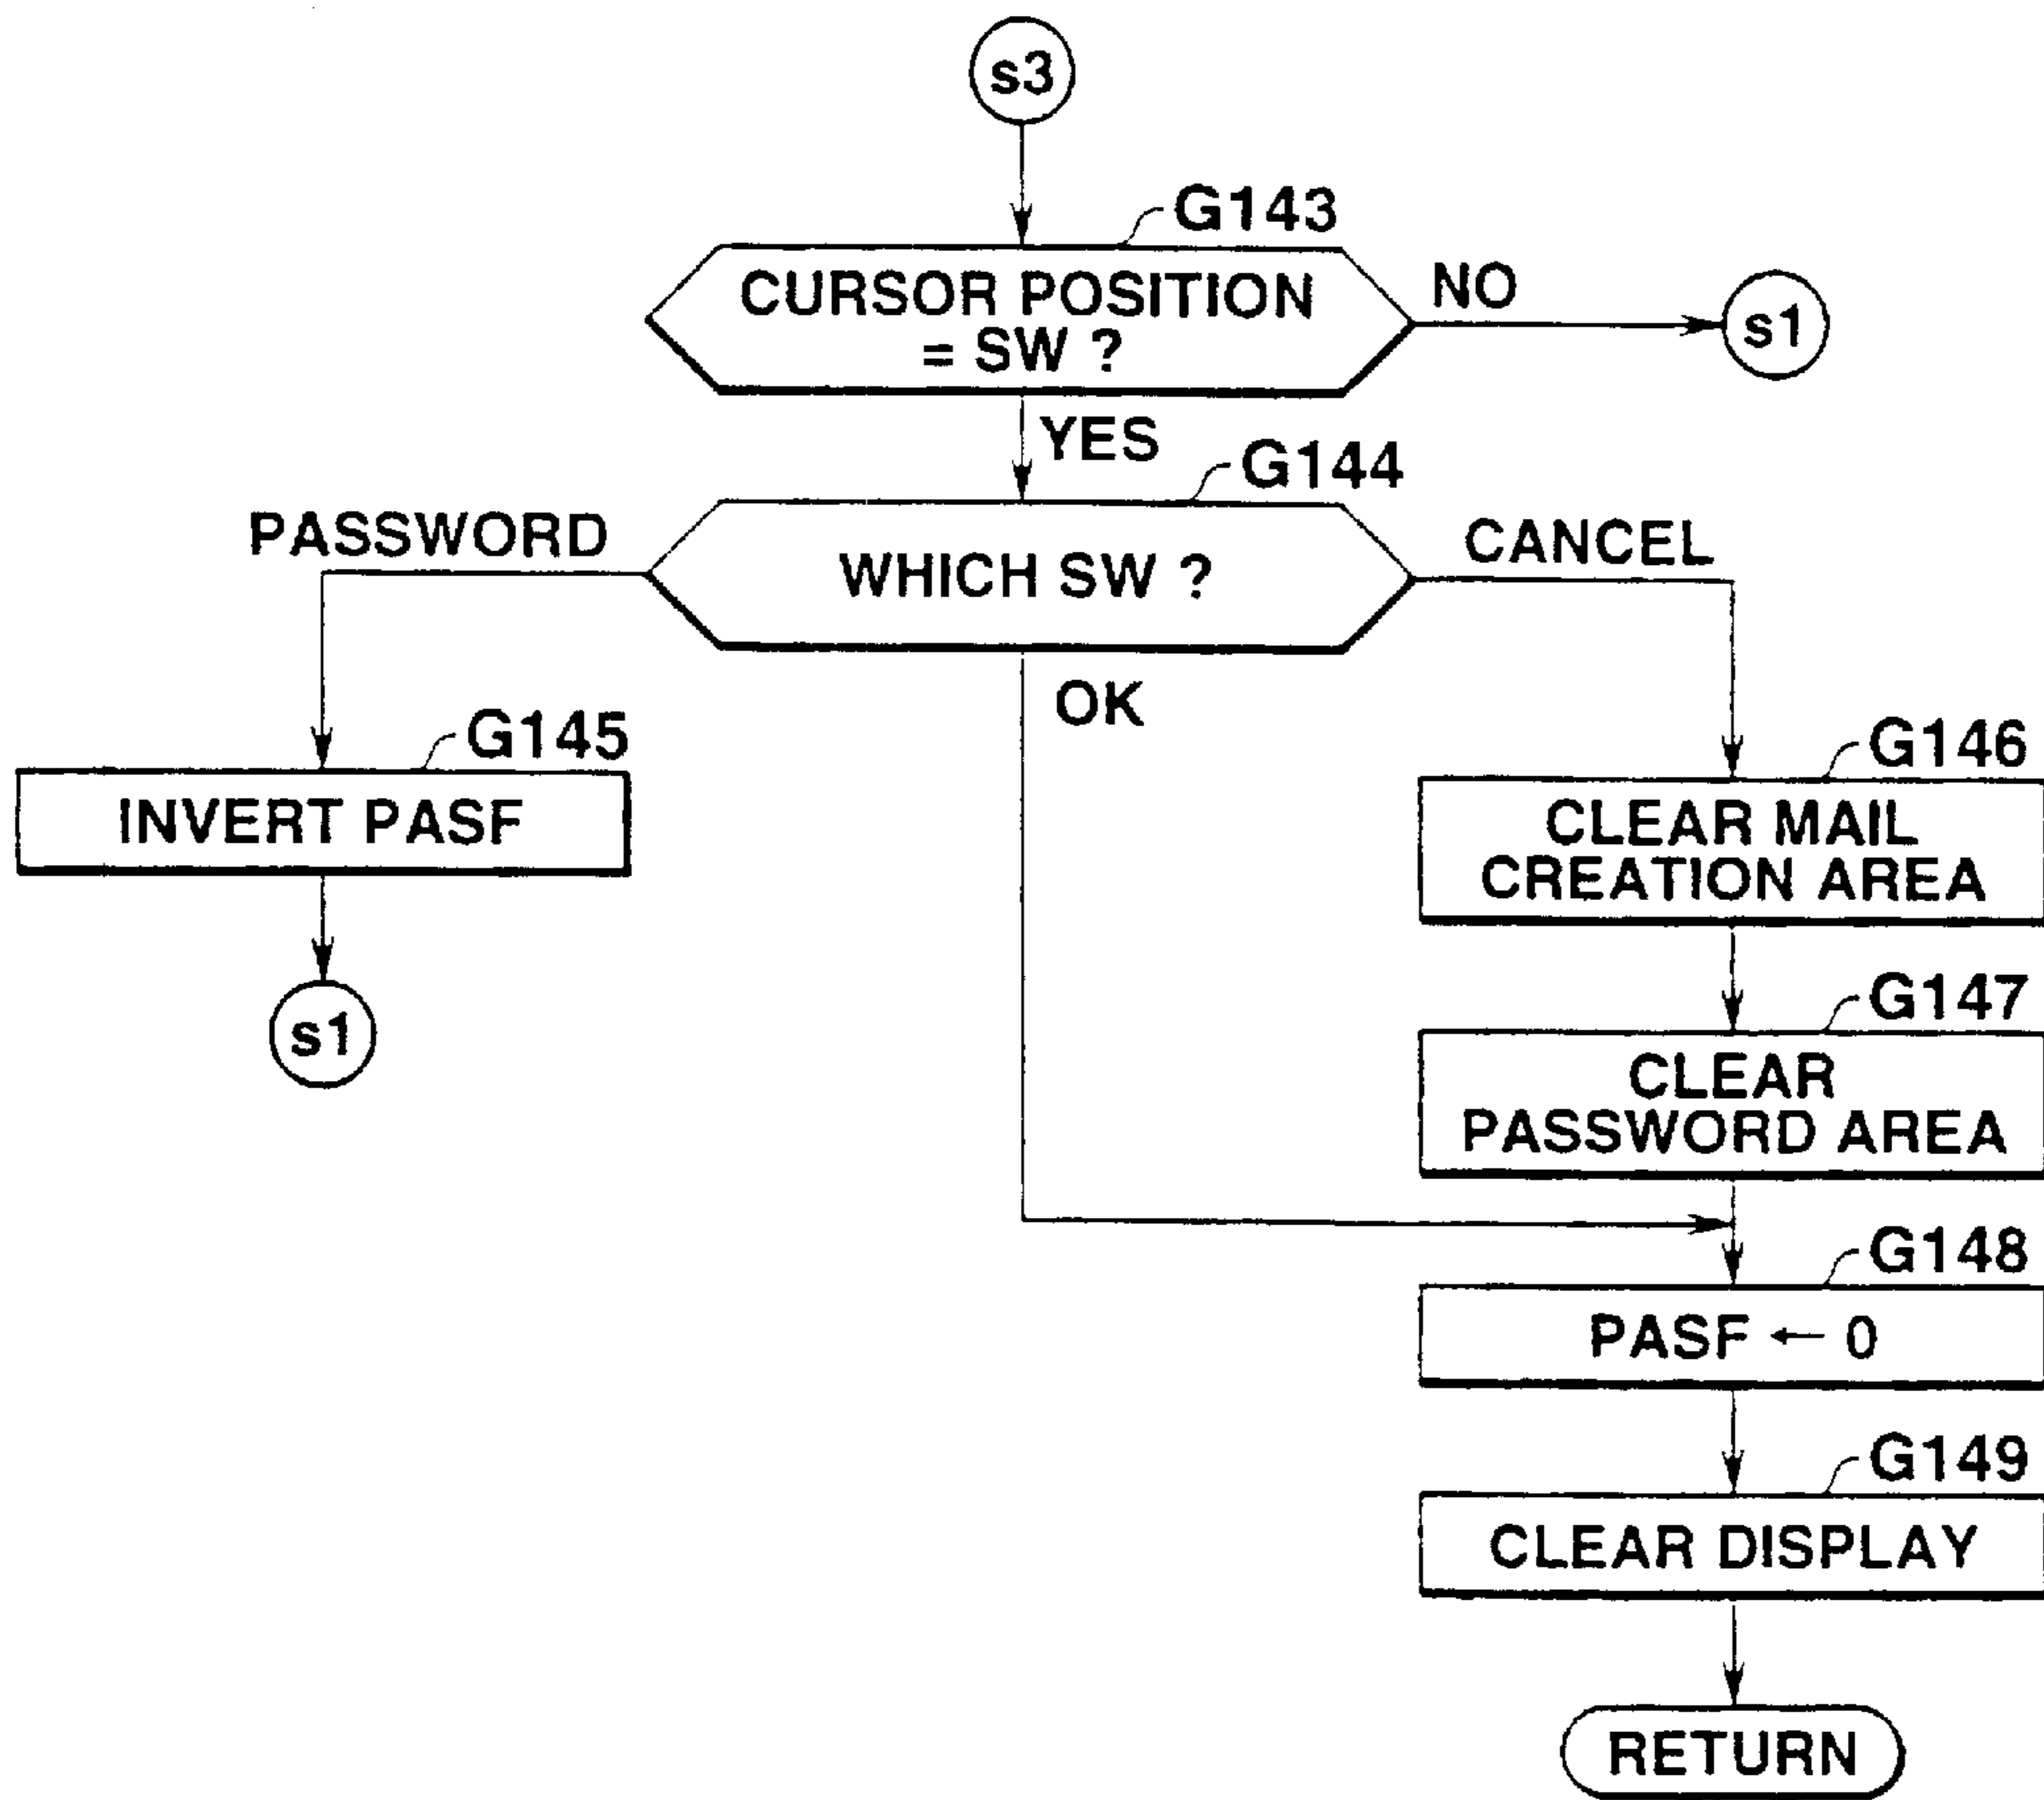 s3
G143
CURSOR POSITION
= SW ?
NO
s1
YES
G144
PASSWORD
WHICH SW ?
CANCEL
OK
G145
INVERT PASF
s1
G146
CLEAR MAIL
CREATION AREA
G147
CLEAR
PASSWORD AREA
G148
PASF ← 0
G149
CLEAR DISPLAY
RETURN